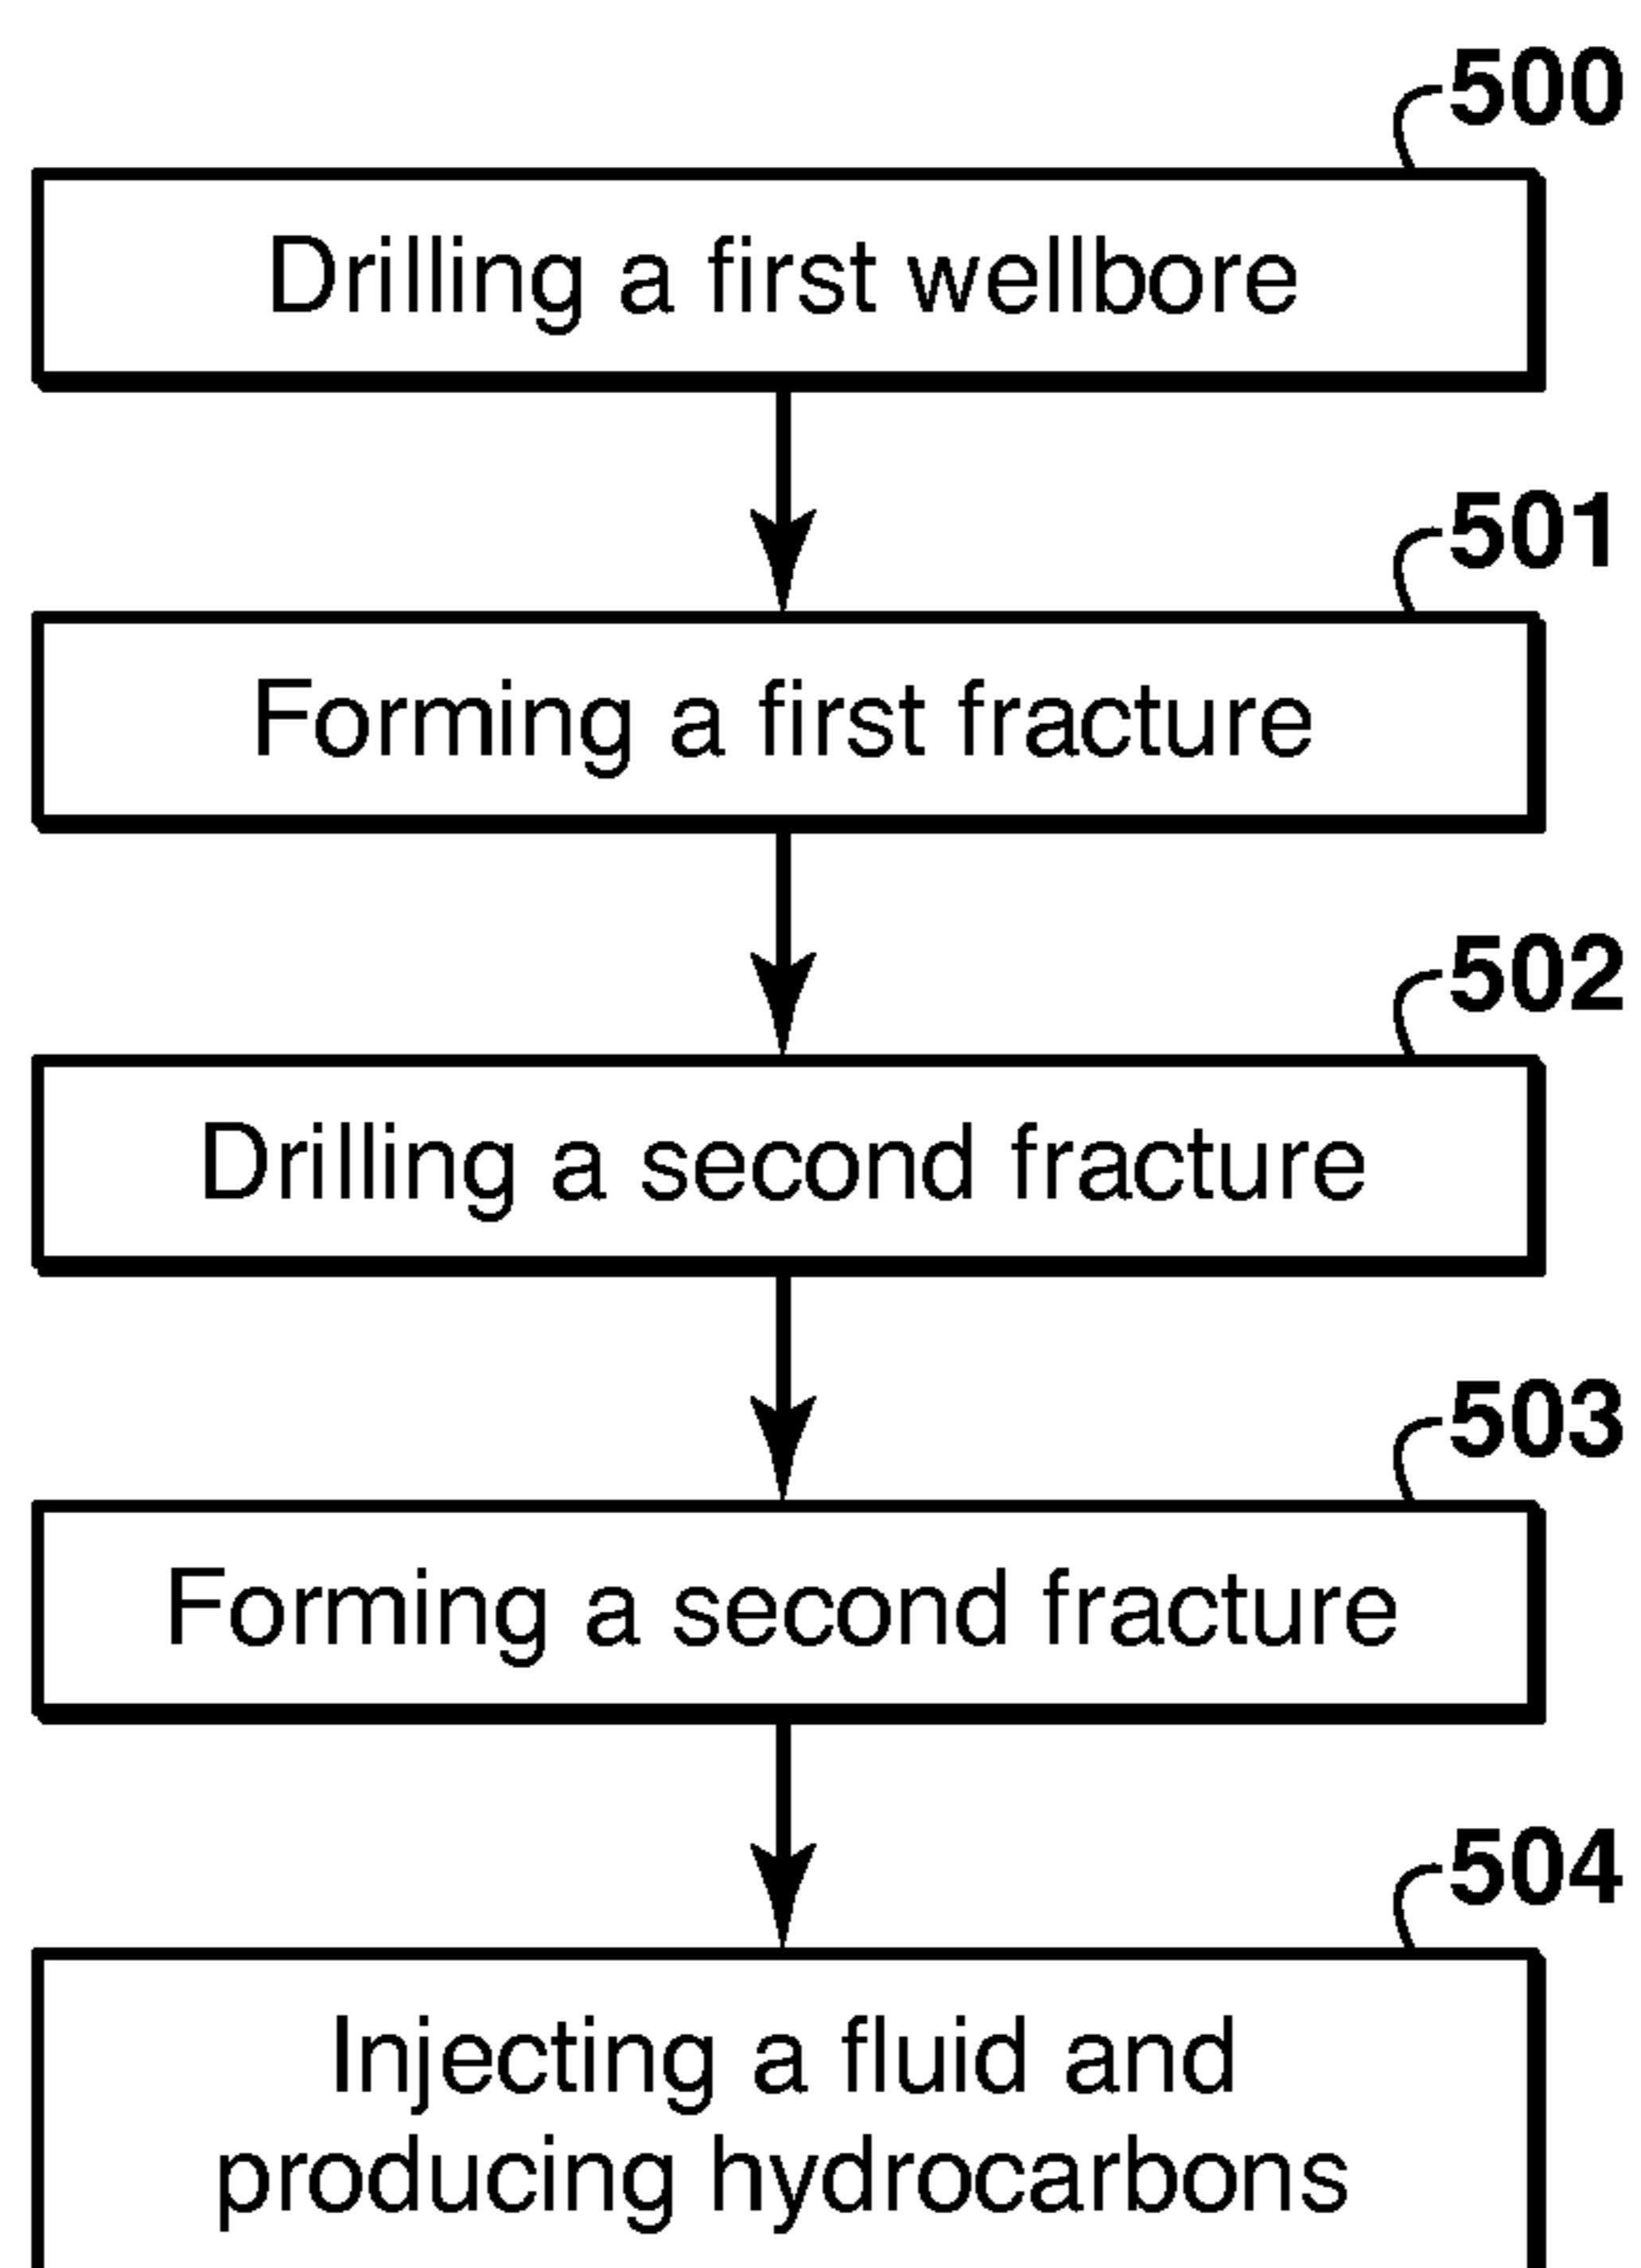 500
Drilling a first wellbore
501
Forming a first fracture
502
Drilling a second fracture
503
Forming a second fracture
504
Injecting a fluid and
producing hydrocarbons